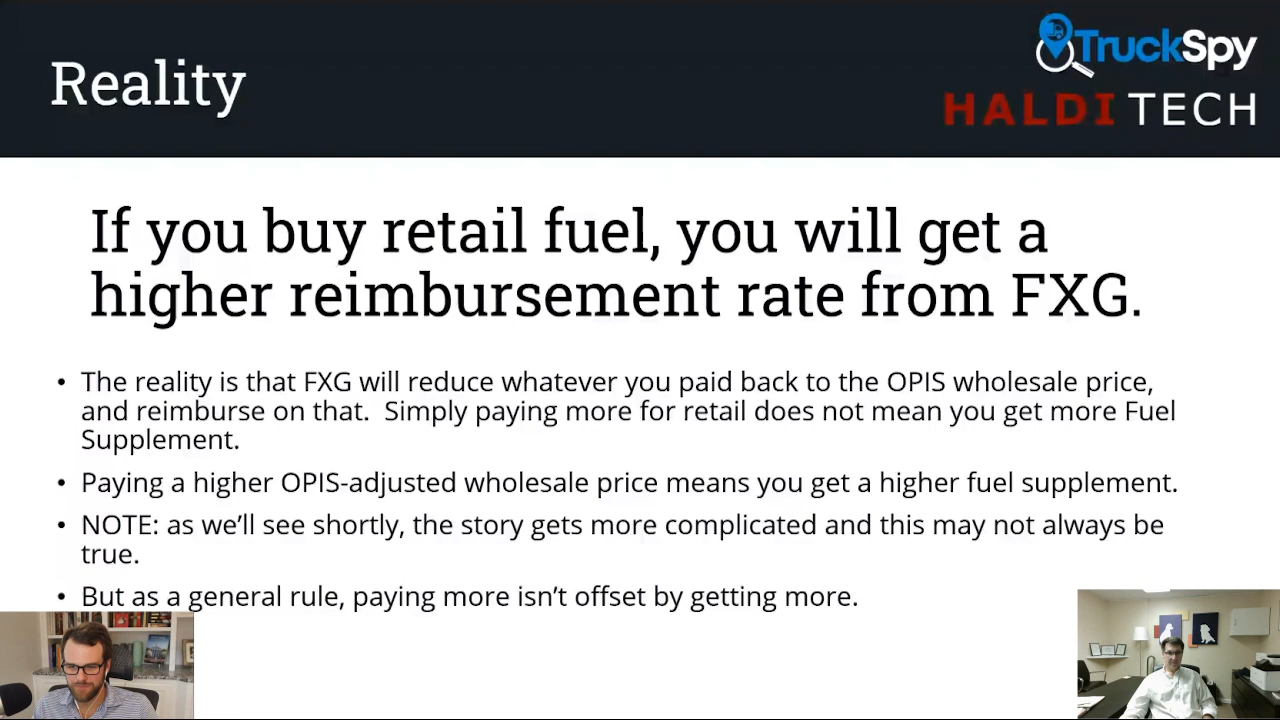 Reality
TruckSpy
HALDI TECH
If you buy retail fuel, you will get a
higher reimbursement rate from FXG.
• The reality is that FXG will reduce whatever you paid back to the OPIS wholesale price,
and reimburse on that.  Simply paying more for retail does not mean you get more Fuel
Supplement.
• Paying a higher OPIS-adjusted wholesale price means you get a higher fuel supplement.
• NOTE: as we’ll see shortly, the story gets more complicated and this may not always be
true.
• But as a general rule, paying more isn’t offset by getting more.